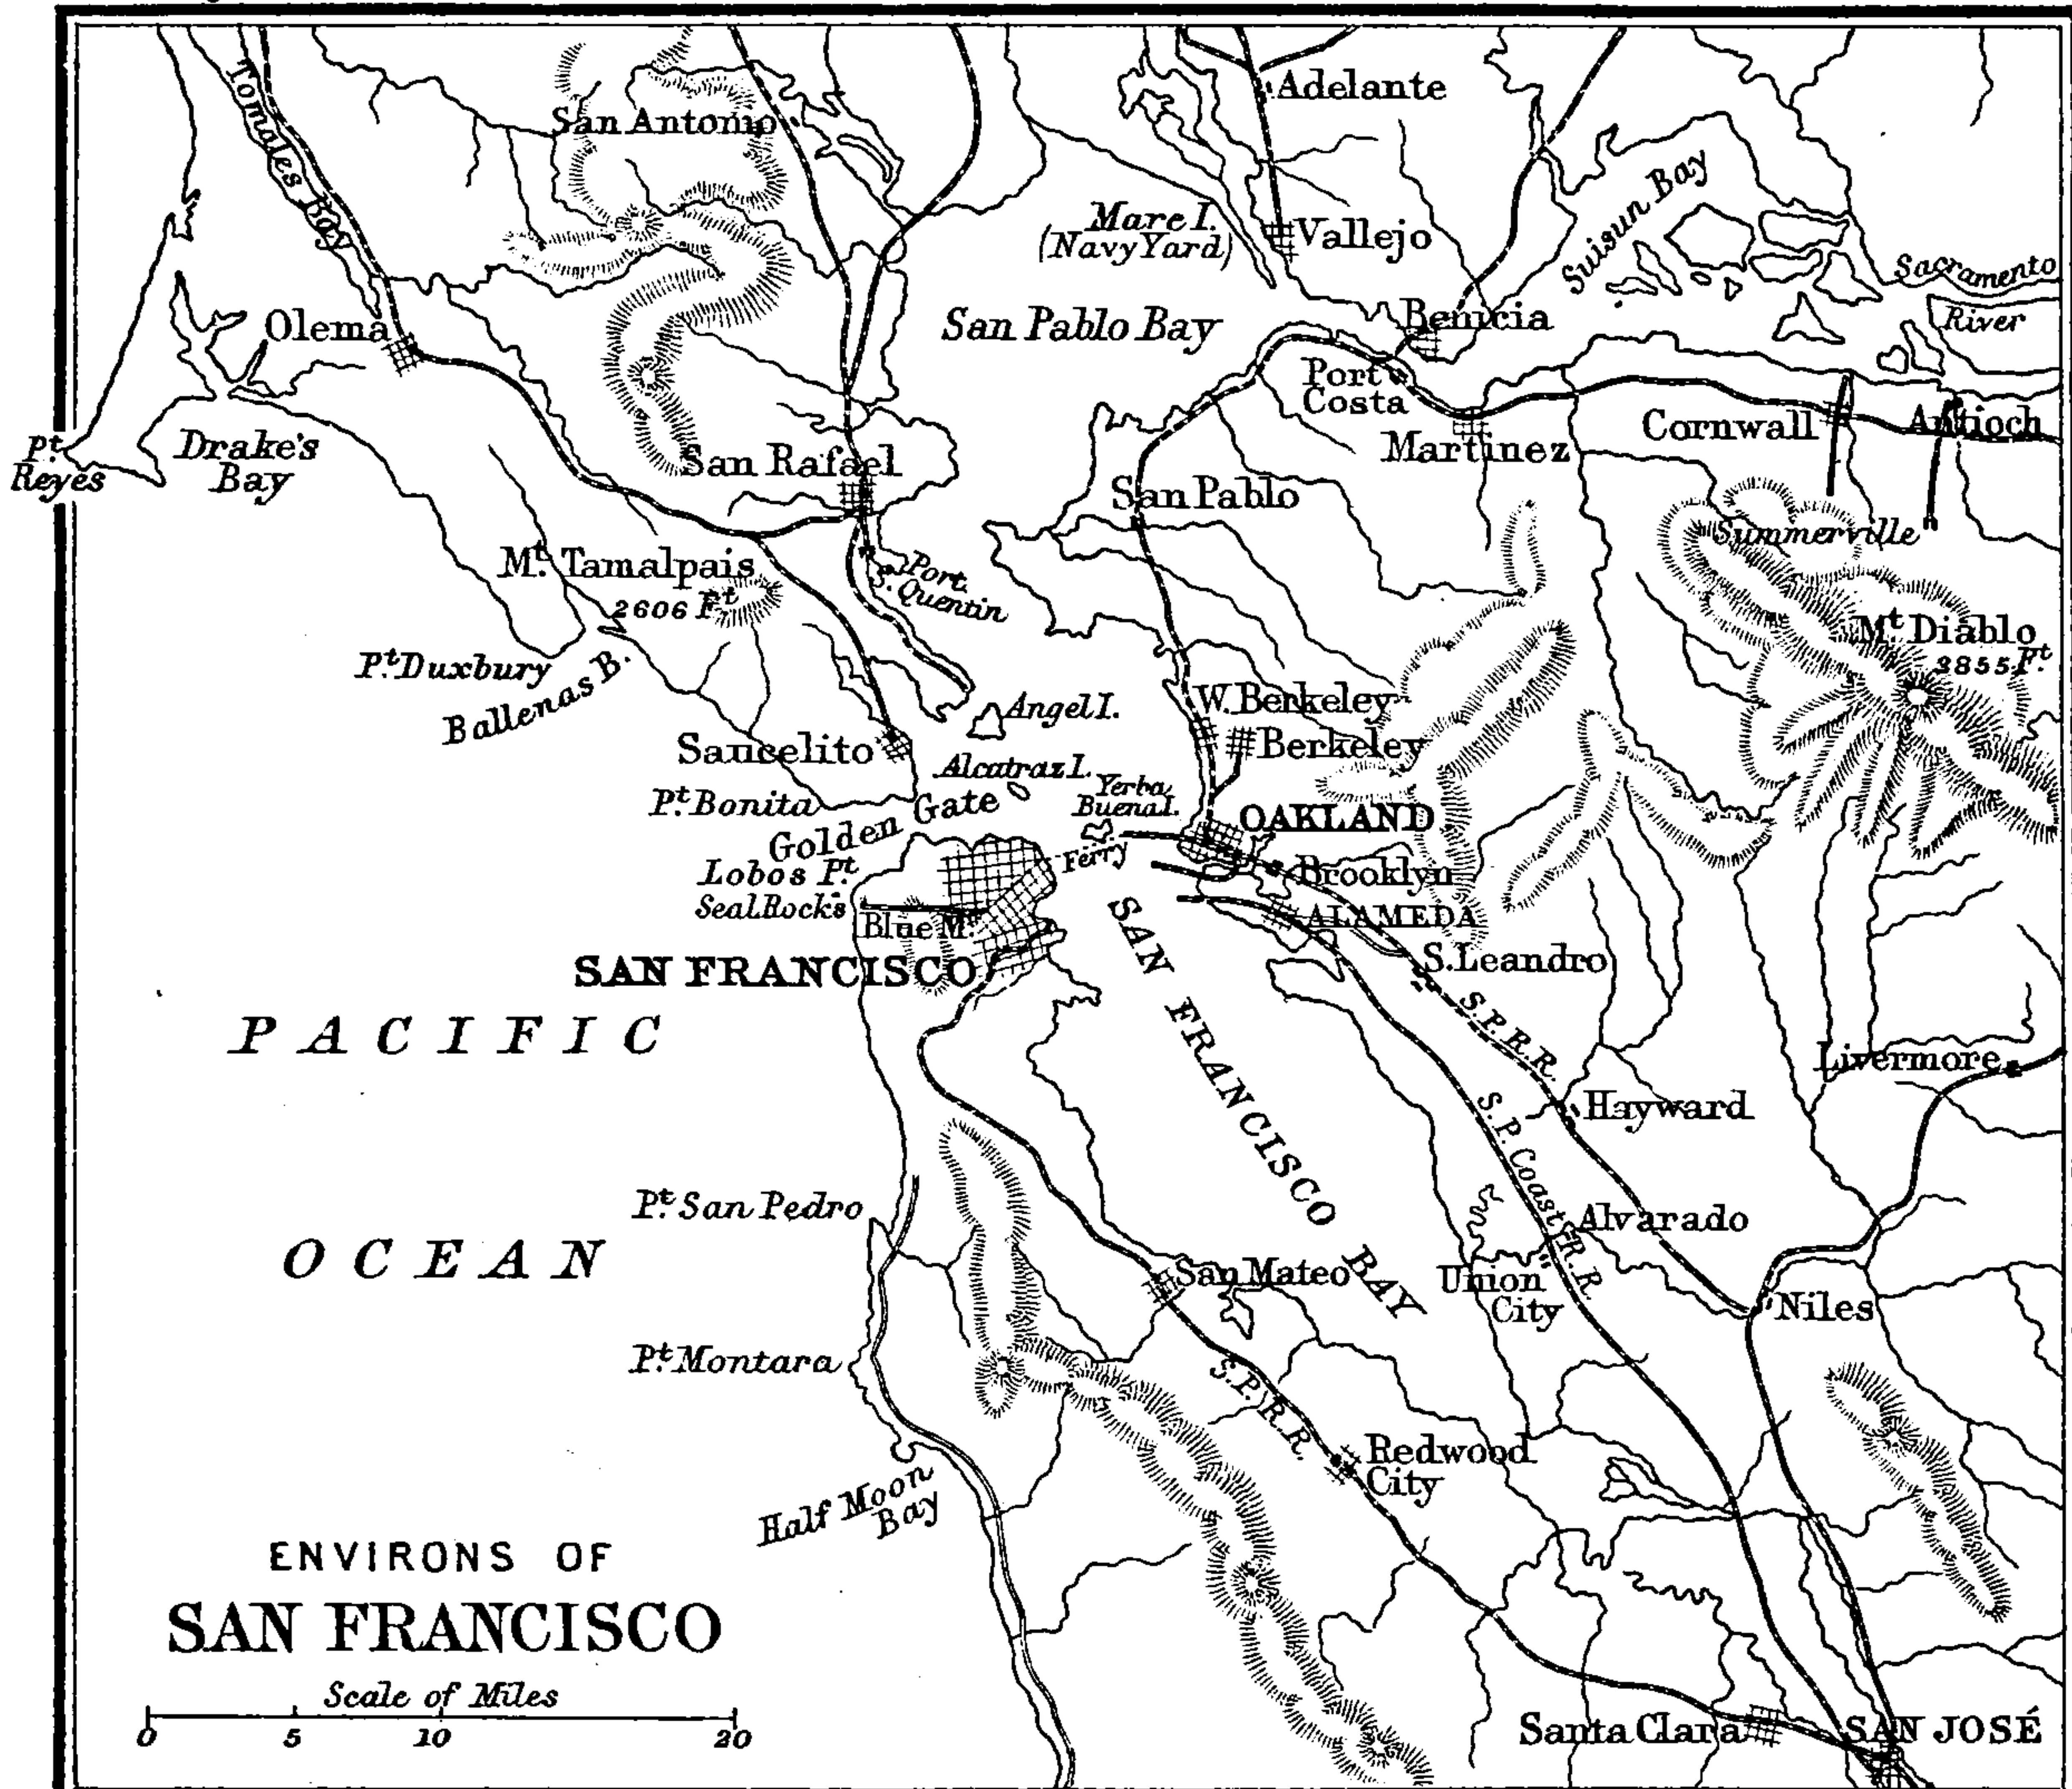 Tomales Bay
San Antonio
Adelante
Mare I.
(Navy Yard)
Vallejo
Suisun Bay
Sacramento
River
Olema
San Pablo Bay
Benicia
Port
Costa
Martinez
Cornwall
Antioch
Pt.
Reyes
Drake's
Bay
San Rafael
San Pablo
Summerville
Mt. Tamalpais
2606 Ft
Port
S. Quentin
Mt. Diablo
3855 Ft.
Pt. Duxbury
Ballenas B.
Angel I.
W. Berkeley
Berkeley
Saucelito
Alcatraz I.
Yerba
Buena I.
Pt. Bonita
Golden Gate
OAKLAND
Ferry
Lobos Pt.
Brooklyn
Seal Rocks
Blue Mt.
ALAMEDA
SAN FRANCISCO
S. Leandro
SAN FRANCISCO BAY
S.P.R.R.
PACIFIC
Livermore
Hayward
S.P. Coast R.R.
Pt. San Pedro
Alvarado
OCEAN
San Mateo
Union
City
Niles
Pt. Montara
S.P.R.R.
Redwood
City
Half Moon
Bay
ENVIRONS OF
SAN FRANCISCO
Scale of Miles
0 5 10 20
Santa Clara
SAN JOSÉ